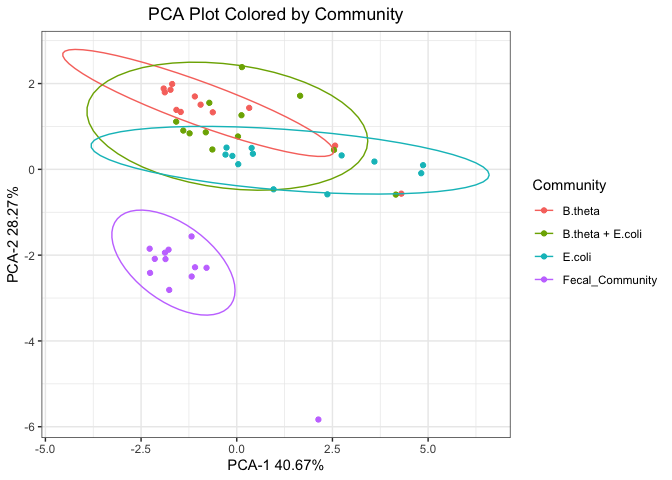 PCA Plot Colored by Community
PCA-2 28.27%
2
0
-2
-4
-6
-5.0
-2.5
0.0
2.5
5.0
PCA-1 40.67%
Community
B.theta
B.theta + E.coli
E.coli
Fecal_Community